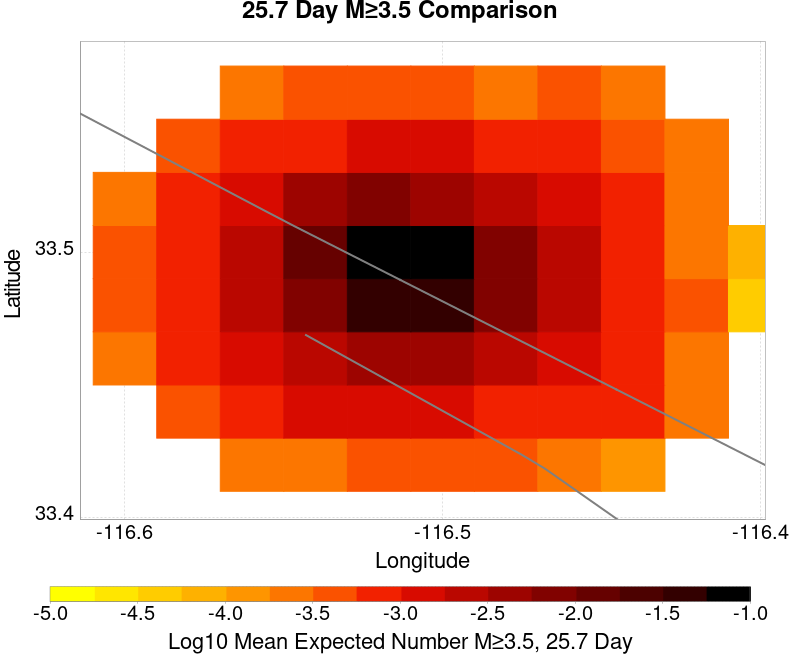 25.7 Day M≥3.5 Comparison
Latitude
33.5
33.4
-116.6 -116.5 -116.4
Longitude
-5.0 -4.5 -4.0 -3.5 -3.0 -2.5 -2.0 -1.5 -1.0
Log10 Mean Expected Number M≥3.5, 25.7 Day